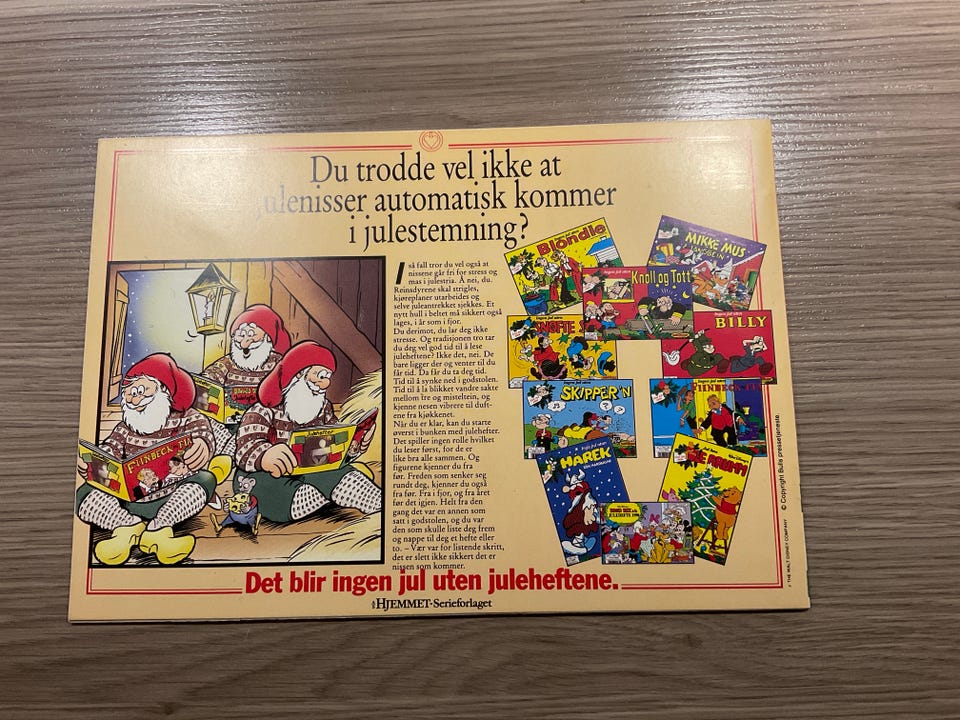 Du trodde vel ikke at
julenisser automatisk kommer
i julestemning?
I så fall tror du vel også at
nissene går fri for stress og
mas i julestria. Å nei, du.
Reinsdyrene skal strigles,
kjøreplaner utarbeides og
selve juleantrekket sjekkes. Et
nytt hull i beltet må sikkert også
lages, i år som i fjor.
Du derimot, du lar deg ikke
stresse. Og tradisjonen tro tar
du deg vel god tid til å lese
juleheftene? Ikke det, nei. De
bare ligger der og venter til du
får tid. Da får du ta deg tid.
Tid til å synke ned i godstolen.
Tid til å la blikket vandre sakte
mellom tre og misteltein, og
kjenne nesen vibrere til duft-
ene fra kjøkkenet.
Når du er klar, kan du starte
øverst i bunken med julehefter.
Det spiller ingen rolle hvilket
du leser først, for de er
like bra alle sammen. Og
figurene kjenner du fra
før. Freden som senker seg
rundt deg, kjenner du også
fra før. Fra i fjor, og fra året
før det igjen. Helt fra den
gang det var en annen som
satt i godstolen, og du var
den som skulle liste deg frem
og nappe til deg et hefte eller
to. – Vær var for listende skritt,
det er slett ikke sikkert det er
nissen som kommer.
FIINBECK FIA
Julehefter
Blondie
MIKKE MUS
Knoll og Tott
SNUFFE S
BILLY
SKIPPER'N
FIINBECK FIA
HAREK
OLE BRUMM
Det blir ingen jul uten juleheftene.
HJEMMET-Serieforlaget
© Copyright Bulls pressetjeneste.
© THE WALT DISNEY COMPANY